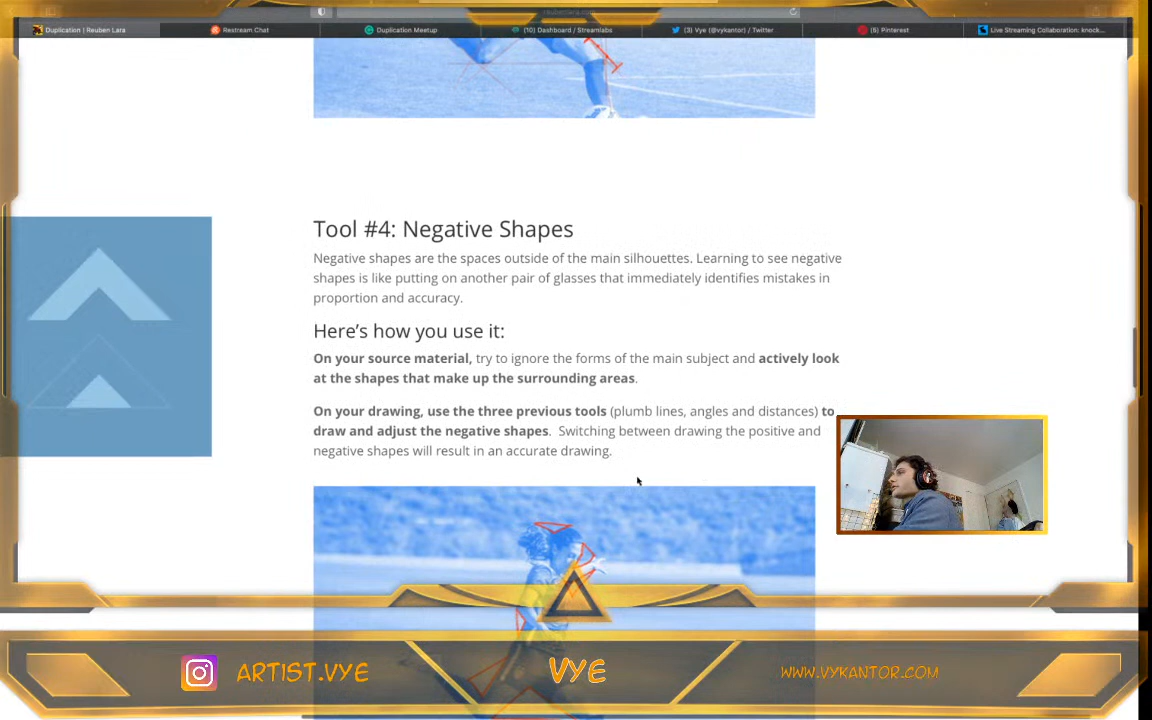 Duplication | Reuben Lara
Restream Chat
Duplication Meetup
(10) Dashboard / Streamlabs
(3) Vye (@vykantor) / Twitter
(6) Pinterest
Live Streaming Collaboration: knock...
Tool #4: Negative Shapes
Negative shapes are the spaces outside of the main silhouettes. Learning to see negative
shapes is like putting on another pair of glasses that immediately identifies mistakes in
proportion and accuracy.
Here's how you use it:
On your source material, try to ignore the forms of the main subject and actively look
at the shapes that make up the surrounding areas.
On your drawing, use the three previous tools (plumb lines, angles and distances) to
draw and adjust the negative shapes. Switching between drawing the positive and
negative shapes will result in an accurate drawing.
ARTIST.VYE
VYE
WWW.VYKANTOR.COM